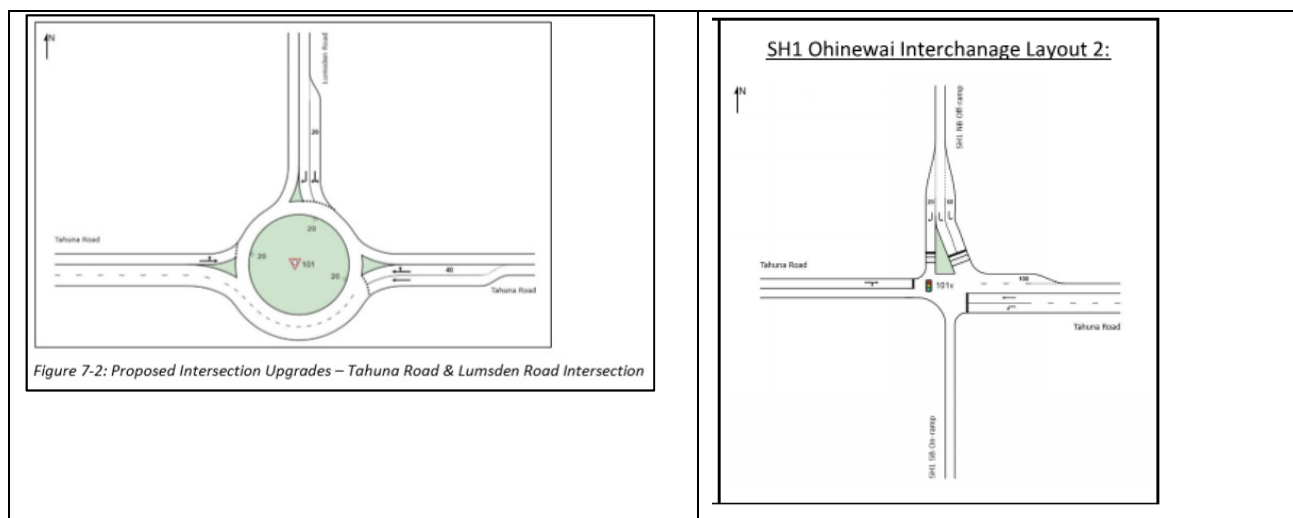 N
Lumsden Road
20
Tahuna Road
20
20
101
20
40
Tahuna Road
Figure 7-2: Proposed Intersection Upgrades – Tahuna Road & Lumsden Road Intersection
SH1 Ohinewai Interchanage Layout 2:
N
SH1 NB Off-ramp
20
Tahuna Road
101v
100
Tahuna Road
SH1 SB On-ramp